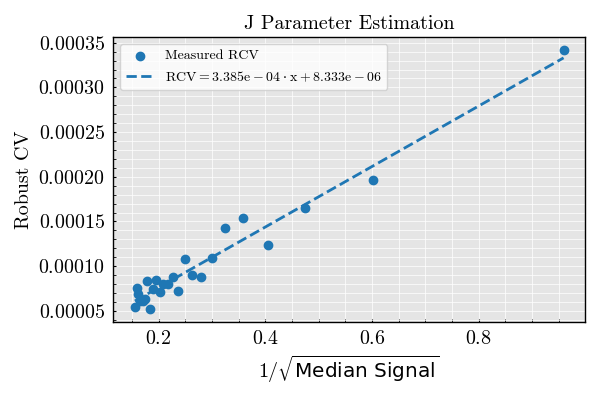 J Parameter Estimation
Measured RCV
RCV = 3.385e − 04 · x + 8.333e − 06
Robust CV
0.00035
0.00030
0.00025
0.00020
0.00015
0.00010
0.00005
0.2 0.4 0.6 0.8
1/√Median Signal